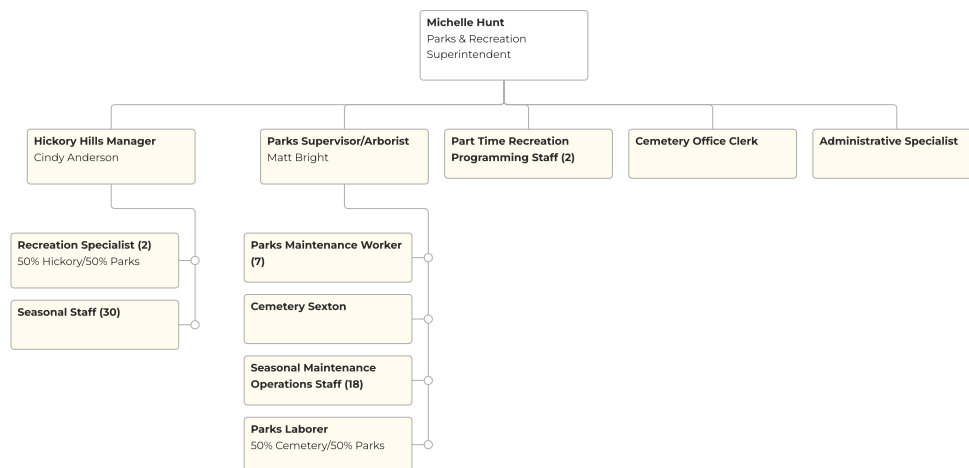 Michelle Hunt
Parks & Recreation
Superintendent
Hickory Hills Manager
Cindy Anderson
Parks Supervisor/Arborist
Matt Bright
Part Time Recreation
Programming Staff (2)
Cemetery Office Clerk
Administrative Specialist
Recreation Specialist (2)
50% Hickory/50% Parks
Seasonal Staff (30)
Parks Maintenance Worker
(7)
Cemetery Sexton
Seasonal Maintenance
Operations Staff (18)
Parks Laborer
50% Cemetery/50% Parks